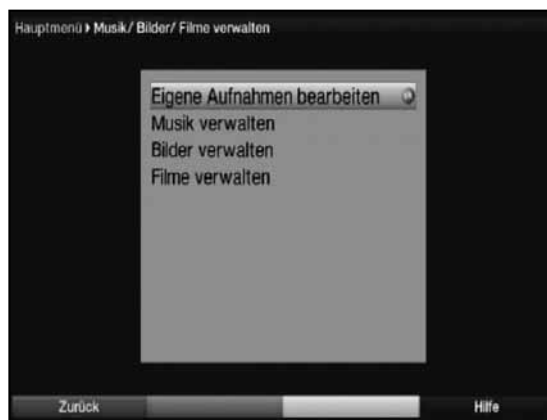 Hauptmenü ▸ Musik/ Bilder/ Filme verwalten
Eigene Aufnahmen bearbeiten
Musik verwalten
Bilder verwalten
Filme verwalten
Zurück Hilfe